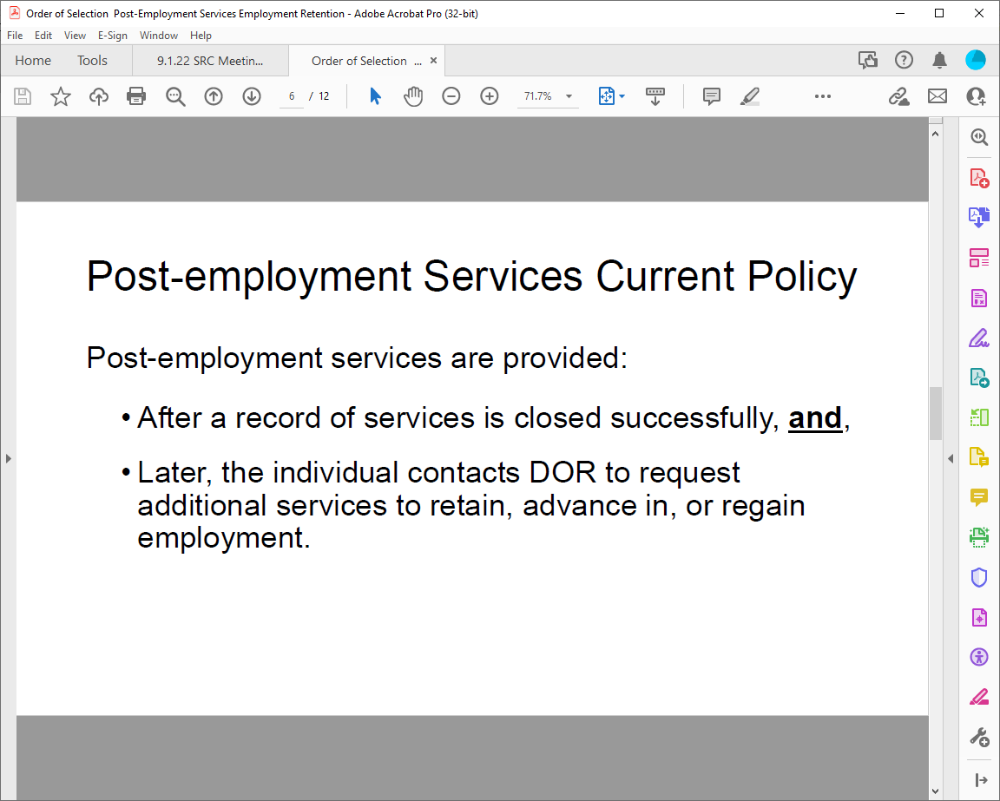 Order of Selection  Post-Employment Services Employment Retention - Adobe Acrobat Pro (32-bit)
File Edit View E-Sign Window Help
Home Tools 9.1.22 SRC Meetin... Order of Selection ...
6 / 12 71.7%
Post-employment Services Current Policy
Post-employment services are provided:
• After a record of services is closed successfully, and,
• Later, the individual contacts DOR to request
additional services to retain, advance in, or regain
employment.